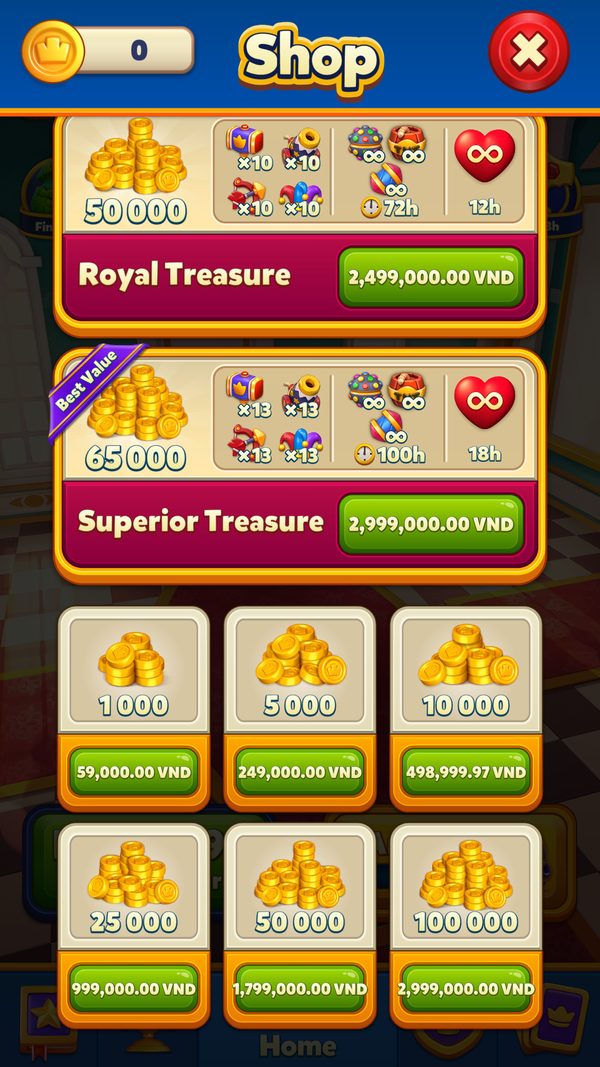 0
Shop
50 000
×10
×10
×10
×10
∞
∞
∞
72h
∞
12h
Royal Treasure
2,499,000.00 VND
Best Value
65 000
×13
×13
×13
×13
∞
∞
∞
100h
∞
18h
Superior Treasure
2,999,000.00 VND
1 000
5 000
10 000
59,000.00 VND
249,000.00 VND
498,999.97 VND
25 000
50 000
100 000
999,000.00 VND
1,799,000.00 VND
2,999,000.00 VND
Home